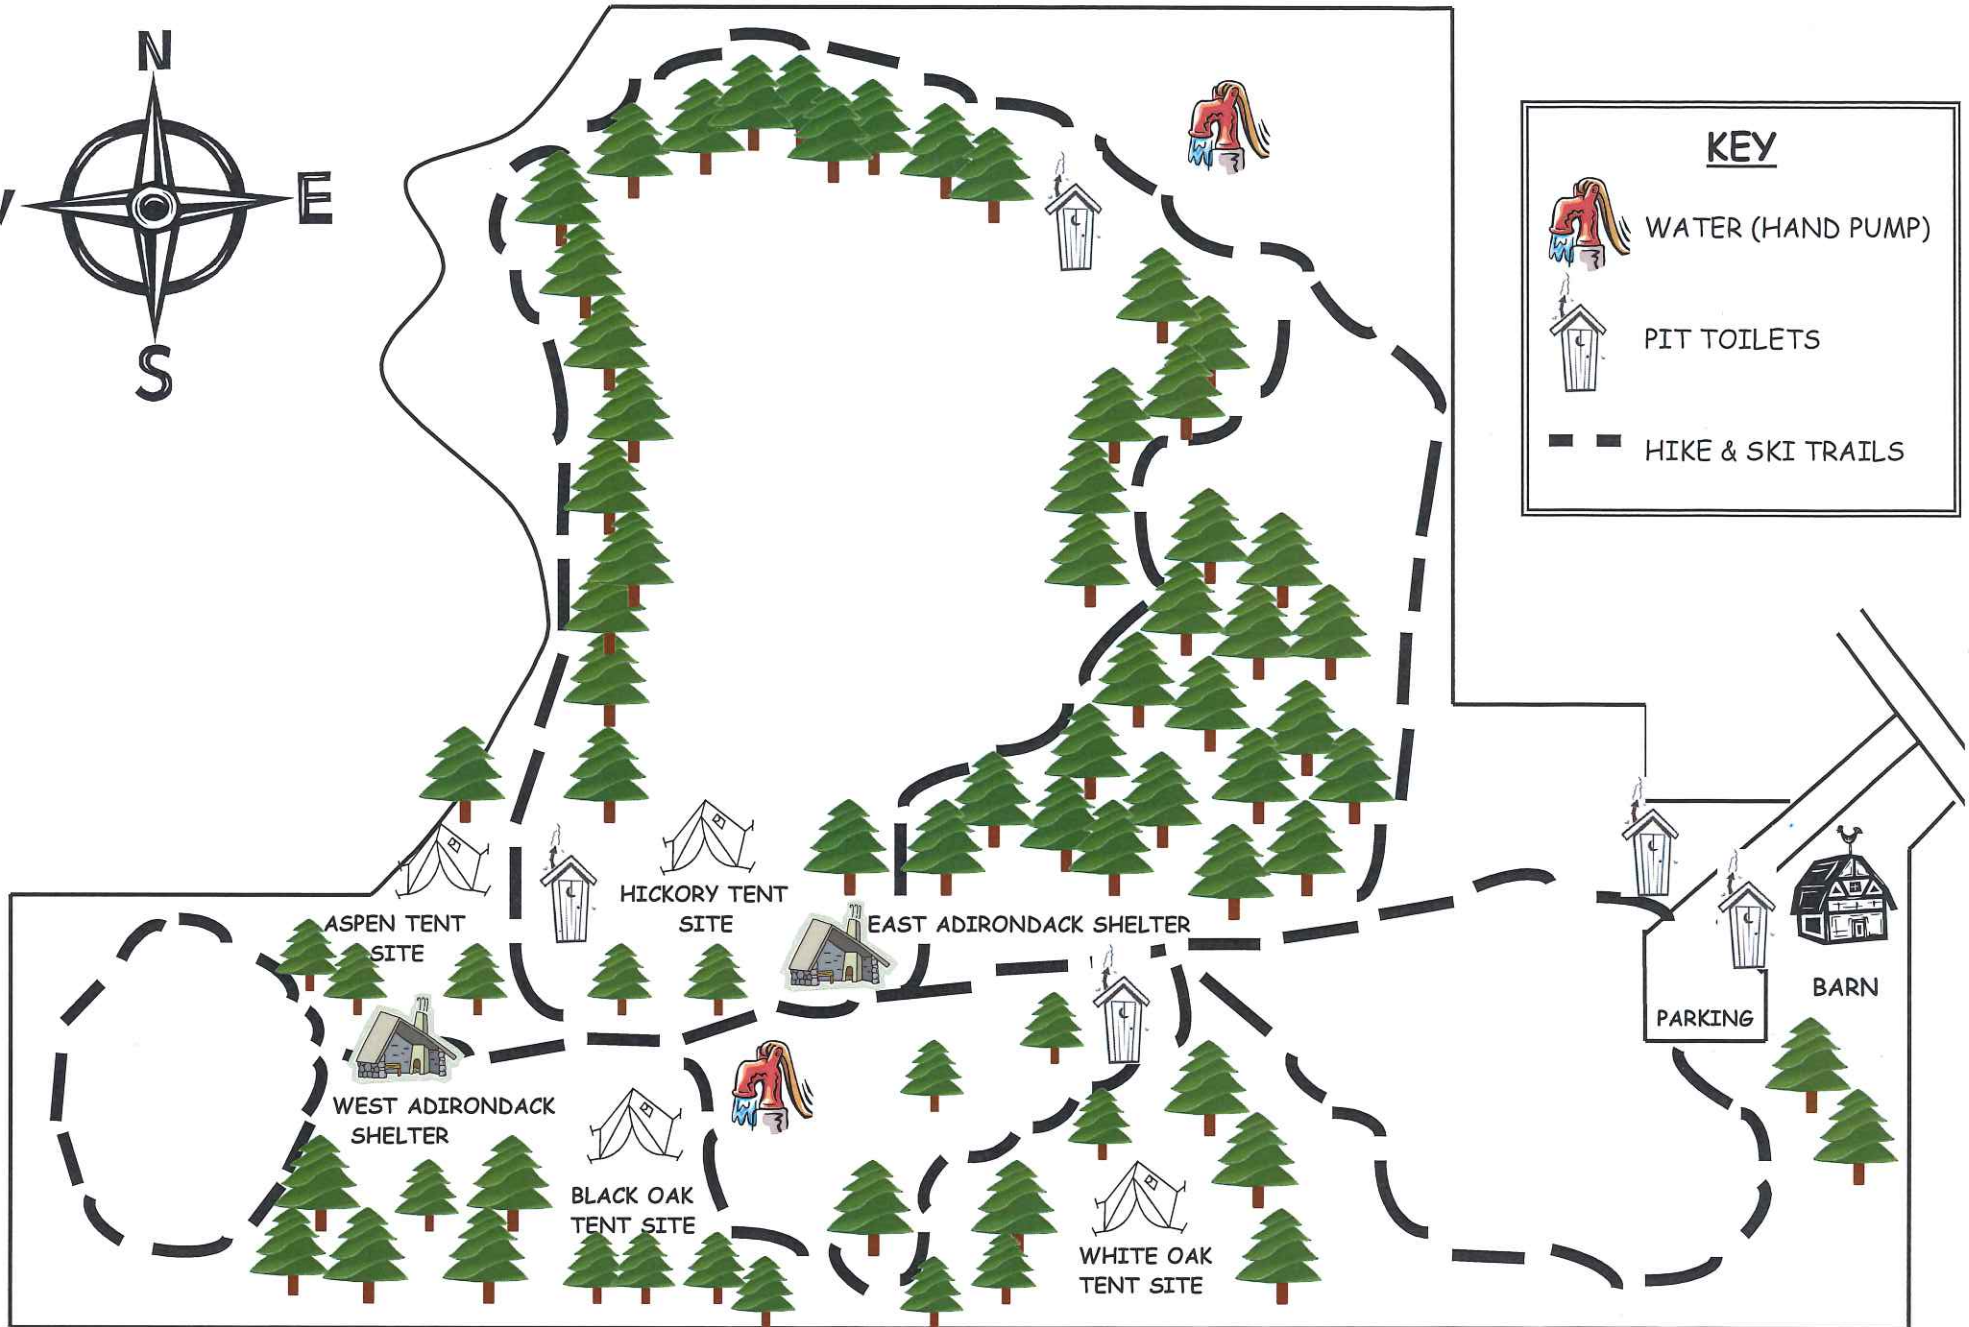 N
E
S
KEY
WATER (HAND PUMP)
PIT TOILETS
HIKE & SKI TRAILS
HICKORY TENT
SITE
ASPEN TENT
SITE
EAST ADIRONDACK SHELTER
BARN
PARKING
WEST ADIRONDACK
SHELTER
BLACK OAK
TENT SITE
WHITE OAK
TENT SITE